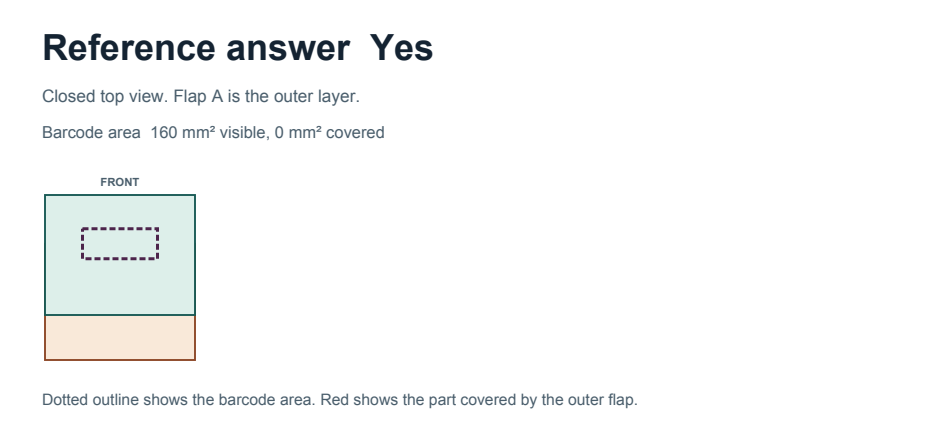 Reference answer  Yes
Closed top view. Flap A is the outer layer.
Barcode area  160 mm² visible, 0 mm² covered
FRONT
Dotted outline shows the barcode area. Red shows the part covered by the outer flap.